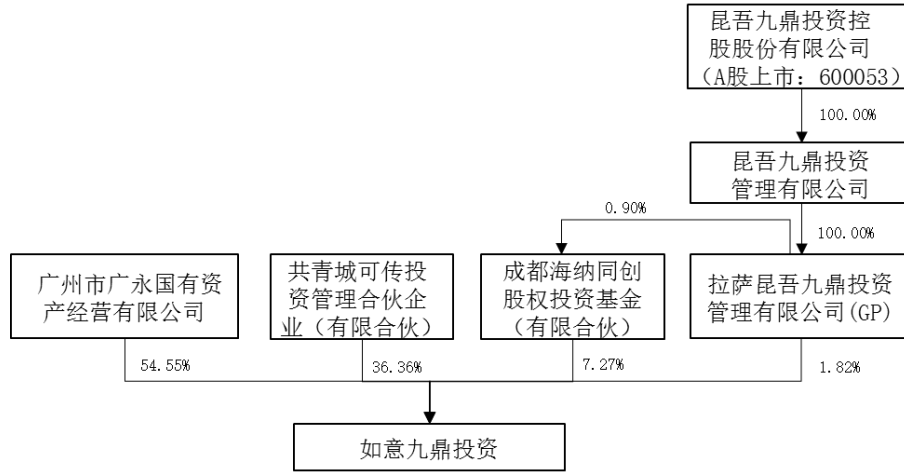 昆吾九鼎投资控
股股份有限公司
（A股上市：600053）
100.00%
昆吾九鼎投资
管理有限公司
0.90%
100.00%
广州市广永国有资
产经营有限公司
共青城可传投
资管理合伙企
业（有限合伙）
成都海纳同创
股权投资基金
（有限合伙）
拉萨昆吾九鼎投资
管理有限公司(GP)
54.55%
36.36%
7.27%
1.82%
如意九鼎投资